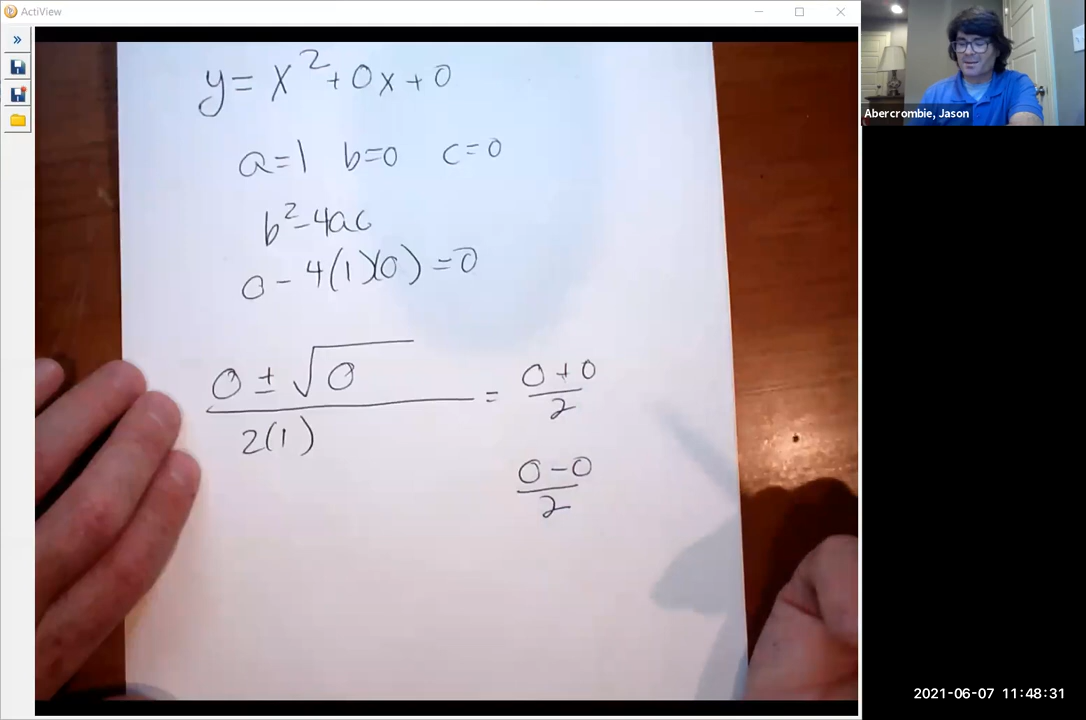 ActiView
y = x² + 0x + 0
a = 1 b = 0 c = 0
b² - 4ac
0 - 4(1)(0) = 0
0 ± √0 / 2(1) = 0 + 0 / 2
0 - 0 / 2
Abercrombie, Jason
2021-06-07 11:48:31